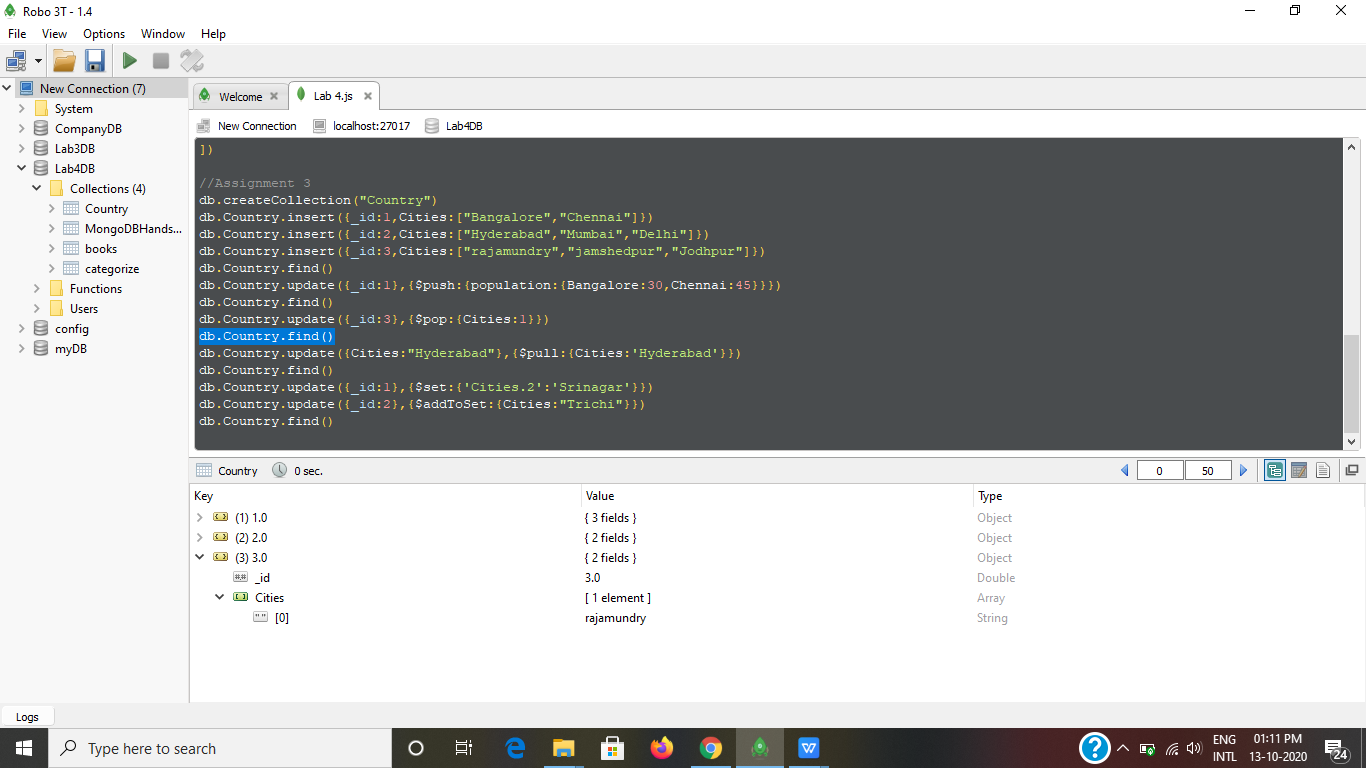 Robo 3T - 1.4
File View Options Window Help
New Connection (7)
System
CompanyDB
Lab3DB
Lab4DB
Collections (4)
Country
MongoDBHands...
books
categorize
Functions
Users
config
myDB
Welcome Lab 4.js
New Connection localhost:27017 Lab4DB
])
//Assignment 3
db.createCollection("Country")
db.Country.insert({_id:1,Cities:["Bangalore","Chennai"]})
db.Country.insert({_id:2,Cities:["Hyderabad","Mumbai","Delhi"]})
db.Country.insert({_id:3,Cities:["rajamundry","jamshedpur","Jodhpur"]})
db.Country.find()
db.Country.update({_id:1},{$push:{population:{Bangalore:30,Chennai:45}}})
db.Country.find()
db.Country.update({_id:3},{$pop:{Cities:1}})
db.Country.find()
db.Country.update({Cities:"Hyderabad"},{$pull:{Cities:'Hyderabad'}})
db.Country.find()
db.Country.update({_id:1},{$set:{'Cities.2':'Srinagar'}})
db.Country.update({_id:2},{$addToSet:{Cities:"Trichi"}})
db.Country.find()
Country 0 sec. 0 50
Key Value Type
(1) 1.0 { 3 fields } Object
(2) 2.0 { 2 fields } Object
(3) 3.0 { 2 fields } Object
_id 3.0 Double
Cities [ 1 element ] Array
[0] rajamundry String
Logs
Type here to search
ENG 01:11 PM
INTL 13-10-2020 24